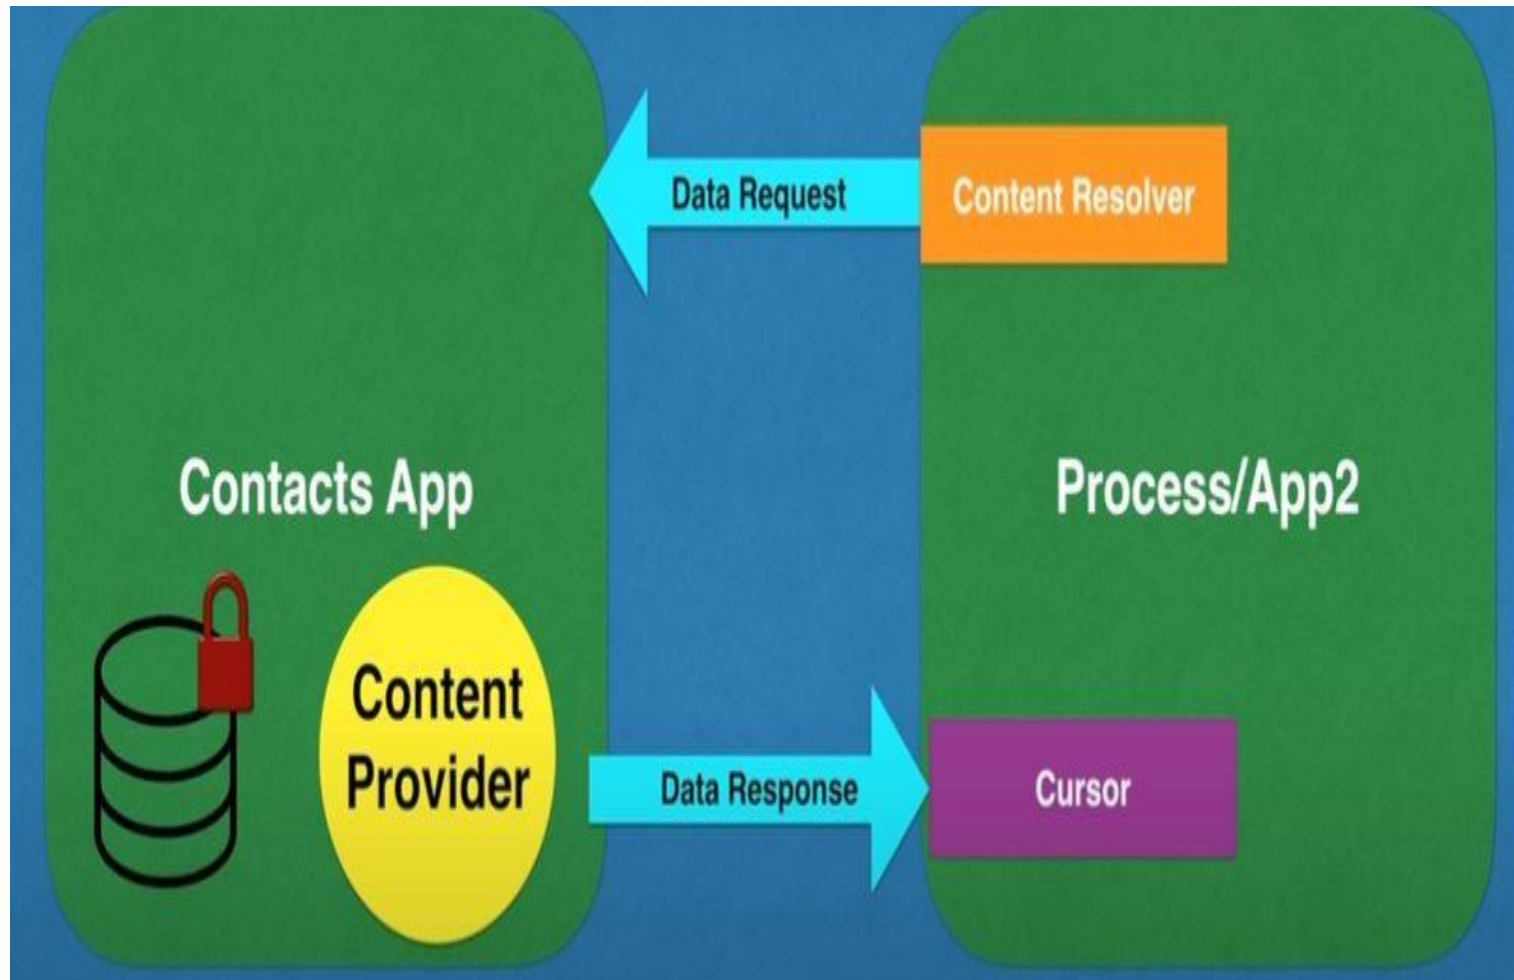 Data Request
Content Resolver
Contacts App
Process/App2
Content
Provider
Data Response
Cursor